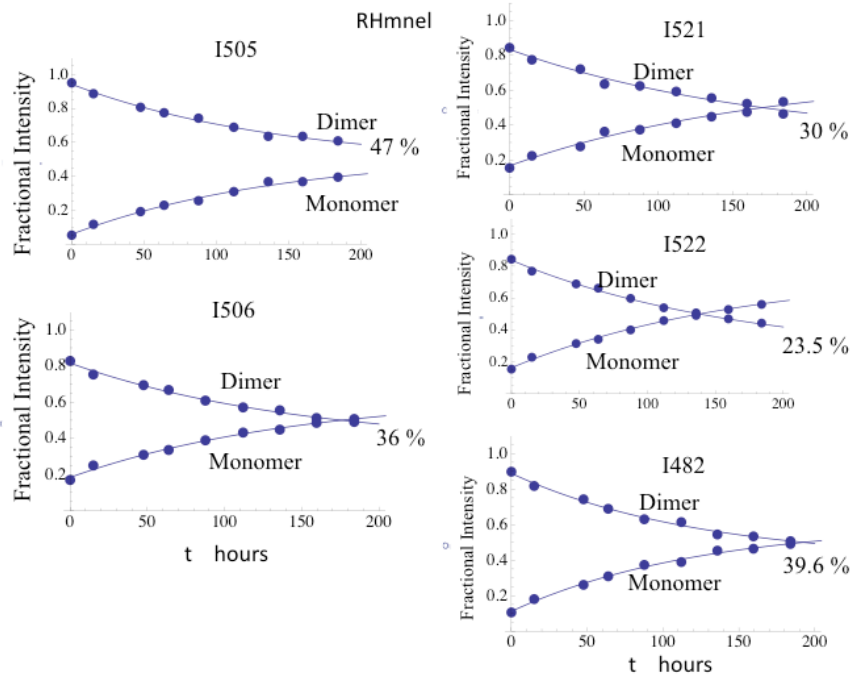 RHmnel
I505
Fractional Intensity
1.0
0.8
0.6
0.4
0.2
Dimer
47 %
Monomer
0 50 100 150 200
I506
Fractional Intensity
1.0
0.8
0.6
0.4
0.2
Dimer
36 %
Monomer
0 50 100 150 200
t hours
I521
Fractional Intensity
1.0
0.8
0.6
0.4
0.2
Dimer
30 %
Monomer
0 50 100 150 200
I522
Fractional Intensity
1.0
0.8
0.6
0.4
0.2
Dimer
23.5 %
Monomer
0 50 100 150 200
I482
Fractional Intensity
1.0
0.8
0.6
0.4
0.2
Dimer
39.6 %
Monomer
0 50 100 150 200
t hours